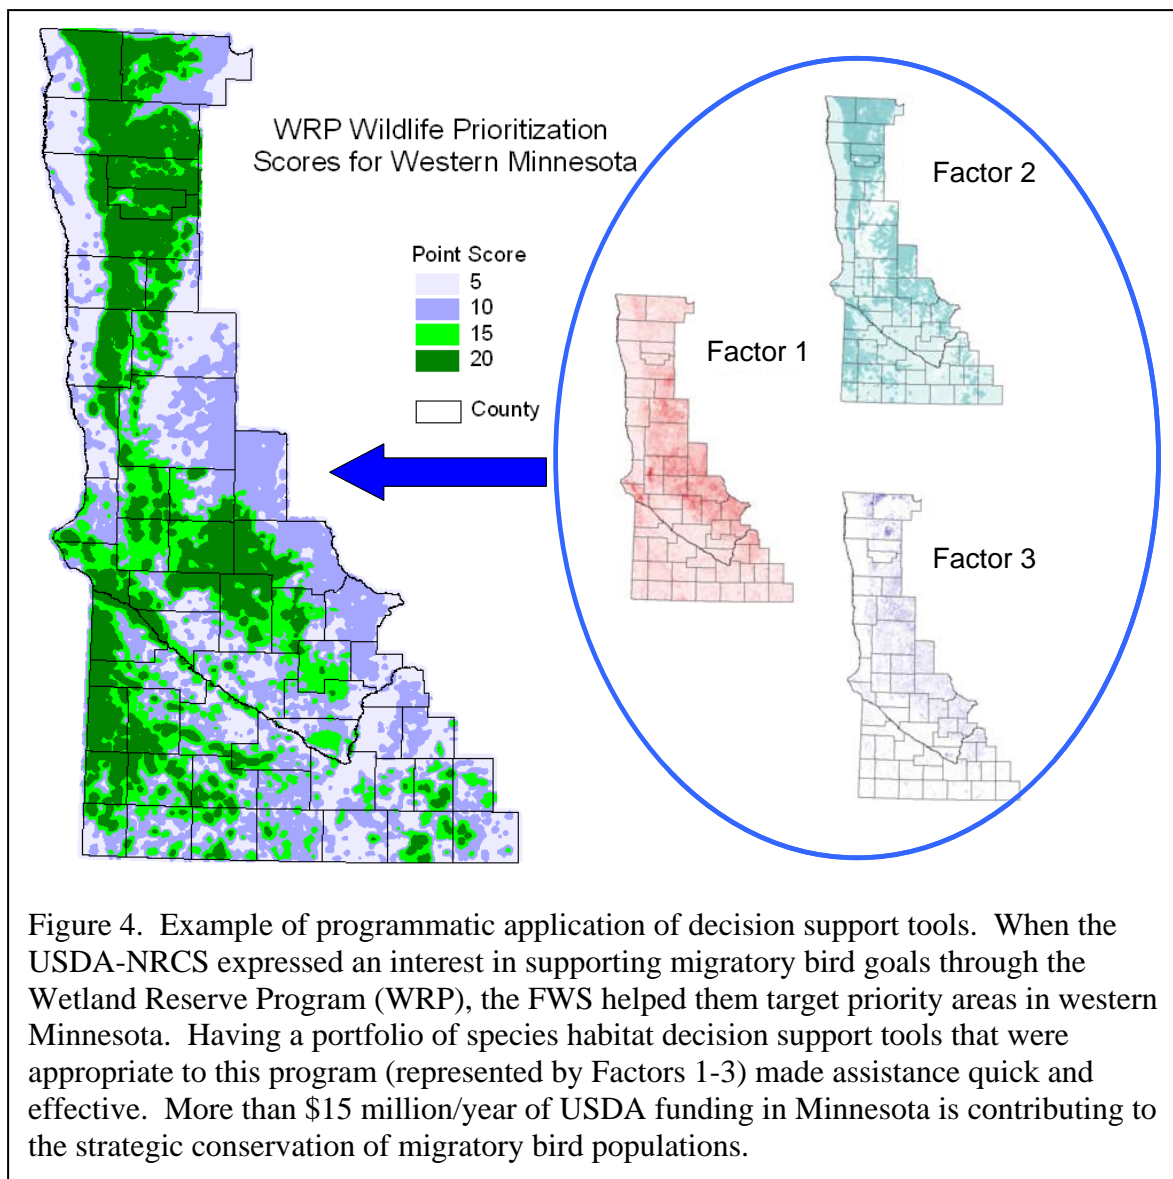 WRP Wildlife Prioritization
Scores for Western Minnesota
Point Score
5
10
15
20
County
Factor 1
Factor 2
Factor 3
Figure 4.  Example of programmatic application of decision support tools.  When the
USDA-NRCS expressed an interest in supporting migratory bird goals through the
Wetland Reserve Program (WRP), the FWS helped them target priority areas in western
Minnesota.  Having a portfolio of species habitat decision support tools that were
appropriate to this program (represented by Factors 1-3) made assistance quick and
effective.  More than $15 million/year of USDA funding in Minnesota is contributing to
the strategic conservation of migratory bird populations.